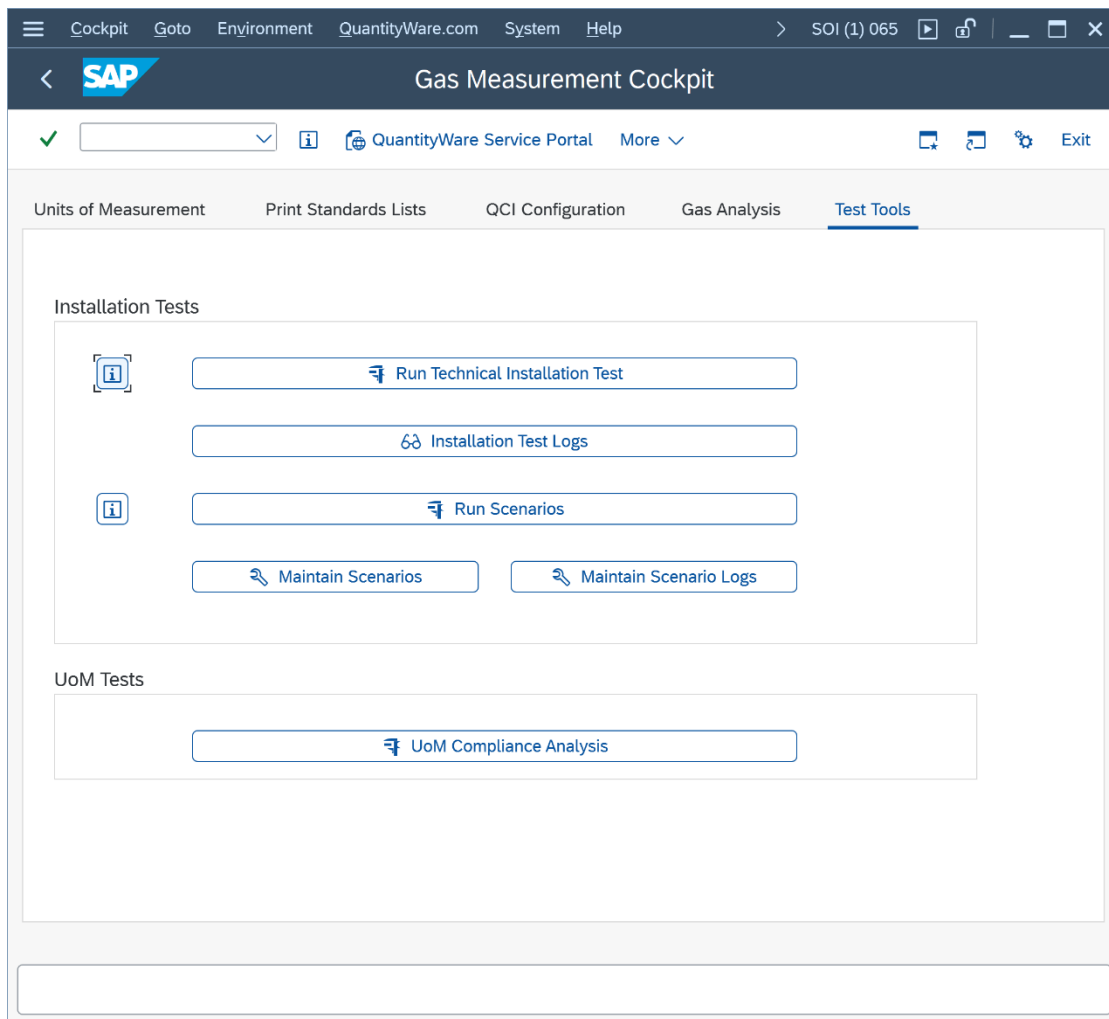 Cockpit Goto Environment QuantityWare.com System Help SOI (1) 065
SAP Gas Measurement Cockpit
QuantityWare Service Portal More Exit
Units of Measurement Print Standards Lists QCI Configuration Gas Analysis Test Tools
Installation Tests
Run Technical Installation Test
Installation Test Logs
Run Scenarios
Maintain Scenarios Maintain Scenario Logs
UoM Tests
UoM Compliance Analysis